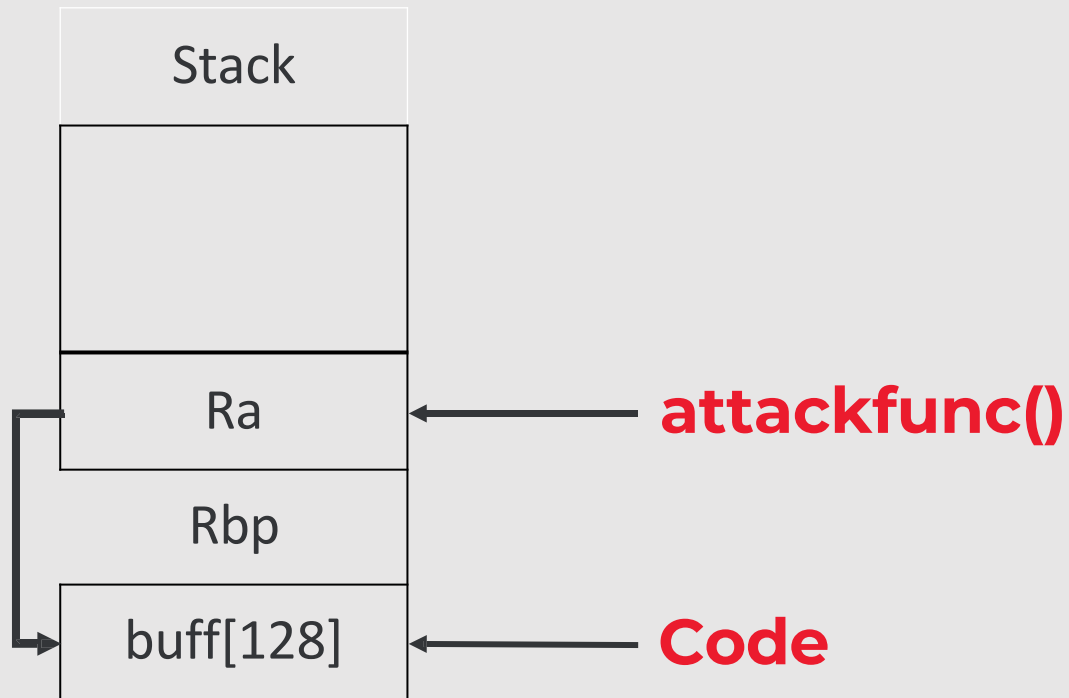 Stack
Ra
attackfunc()
Rbp
buff[128]
Code